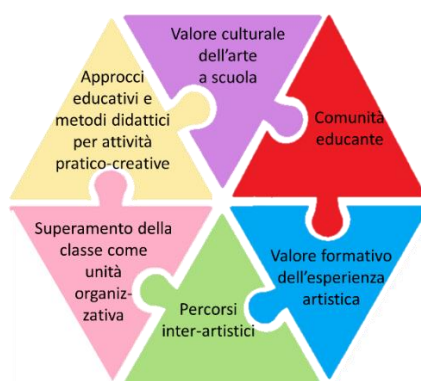 Valore culturale
dell'arte
a scuola
Approcci
educativi e
metodi didattici
per attività
pratico-creative
Comunità
educante
Superamento della
classe come
unità
organiz-
zativa
Valore formativo
dell'esperienza
artistica
Percorsi
inter-artistici